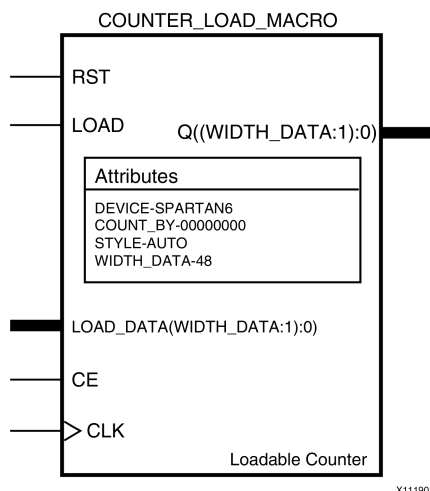 COUNTER_LOAD_MACRO
RST
LOAD
Q((WIDTH_DATA:1):0)
Attributes
DEVICE-SPARTAN6
COUNT_BY-00000000
STYLE-AUTO
WIDTH_DATA-48
LOAD_DATA(WIDTH_DATA:1):0)
CE
CLK
Loadable Counter
X11190